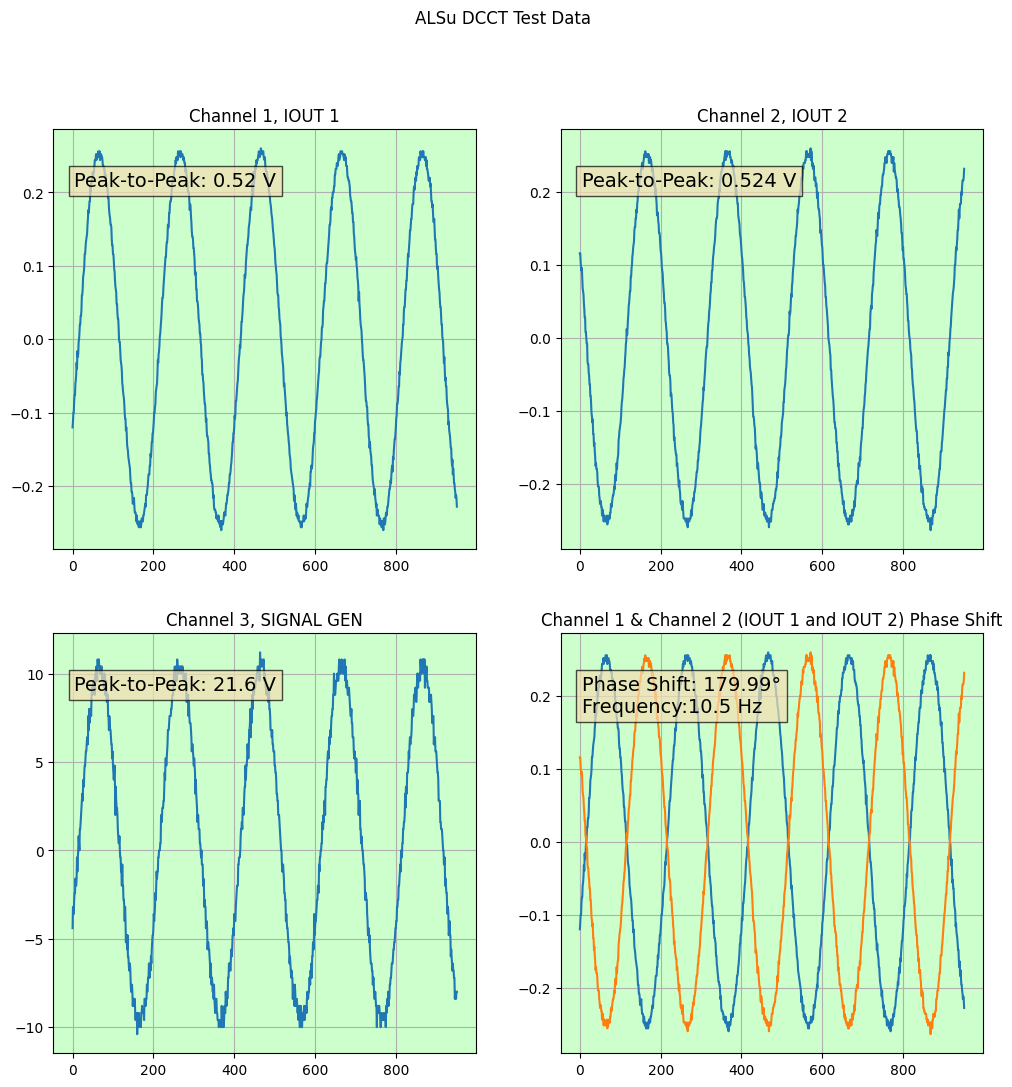 ALSu DCCT Test Data
Channel 1, IOUT 1
Peak-to-Peak: 0.52 V
0.2
0.1
0.0
−0.1
−0.2
0 200 400 600 800
Channel 2, IOUT 2
Peak-to-Peak: 0.524 V
0.2
0.1
0.0
−0.1
−0.2
0 200 400 600 800
Channel 3, SIGNAL GEN
Peak-to-Peak: 21.6 V
10
5
0
−5
−10
0 200 400 600 800
Channel 1 & Channel 2 (IOUT 1 and IOUT 2) Phase Shift
Phase Shift: 179.99°
Frequency:10.5 Hz
0.2
0.1
0.0
−0.1
−0.2
0 200 400 600 800